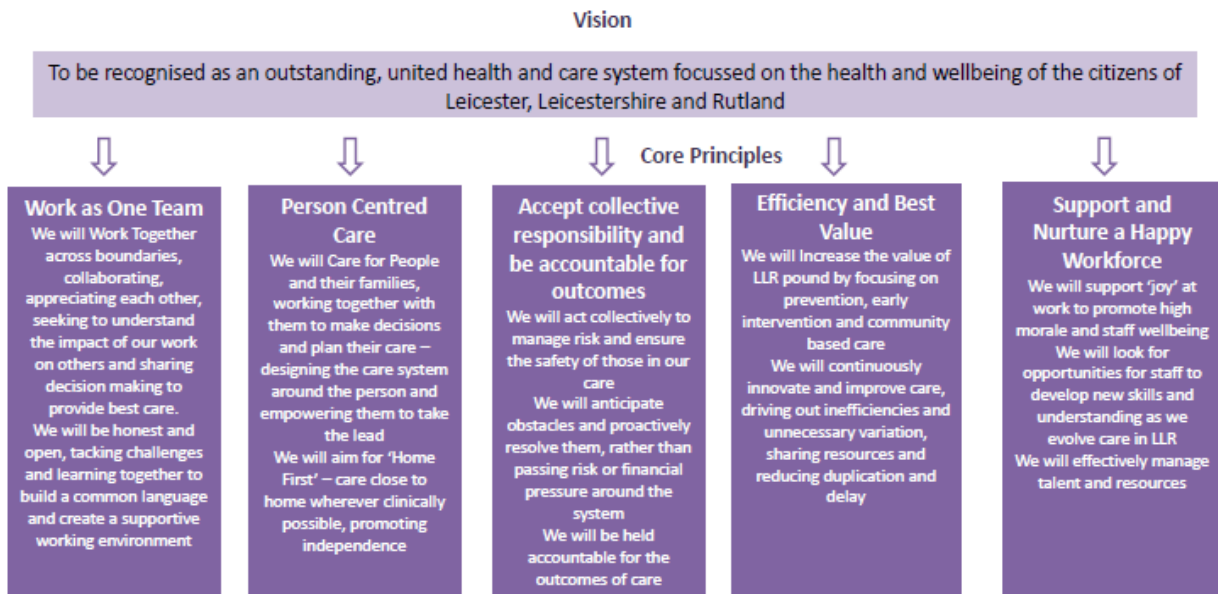 Vision
To be recognised as an outstanding, united health and care system focussed on the health and wellbeing of the citizens of
Leicester, Leicestershire and Rutland
Core Principles
Work as One Team
We will Work Together
across boundaries,
collaborating,
appreciating each other,
seeking to understand
the impact of our work
on others and sharing
decision making to
provide best care.
We will be honest and
open, tacking challenges
and learning together to
build a common language
and create a supportive
working environment
Person Centred
Care
We will Care for People
and their families,
working together with
them to make decisions
and plan their care –
designing the care system
around the person and
empowering them to take
the lead
We will aim for ‘Home
First’ – care close to
home wherever clinically
possible, promoting
independence
Accept collective
responsibility and
be accountable for
outcomes
We will act collectively to
manage risk and ensure
the safety of those in our
care
We will anticipate
obstacles and proactively
resolve them, rather than
passing risk or financial
pressure around the
system
We will be held
accountable for the
outcomes of care
Efficiency and Best
Value
We will Increase the value of
LLR pound by focusing on
prevention, early
intervention and community
based care
We will continuously
innovate and improve care,
driving out inefficiencies and
unnecessary variation,
sharing resources and
reducing duplication and
delay
Support and
Nurture a Happy
Workforce
We will support ‘joy’ at
work to promote high
morale and staff wellbeing
We will look for
opportunities for staff to
develop new skills and
understanding as we
evolve care in LLR
We will effectively manage
talent and resources